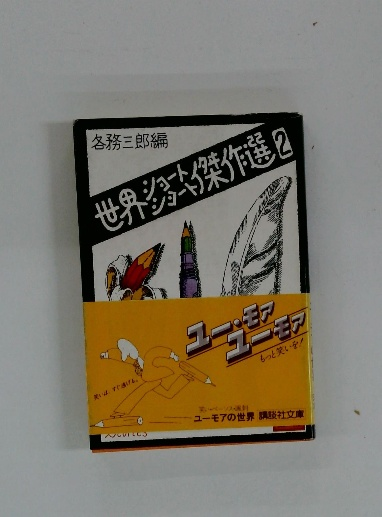 各務三郎編
世界ショートショート傑作選2
ユー・モア
ユーモア
もっと笑いを!
ユーモアの世界 講談社文庫